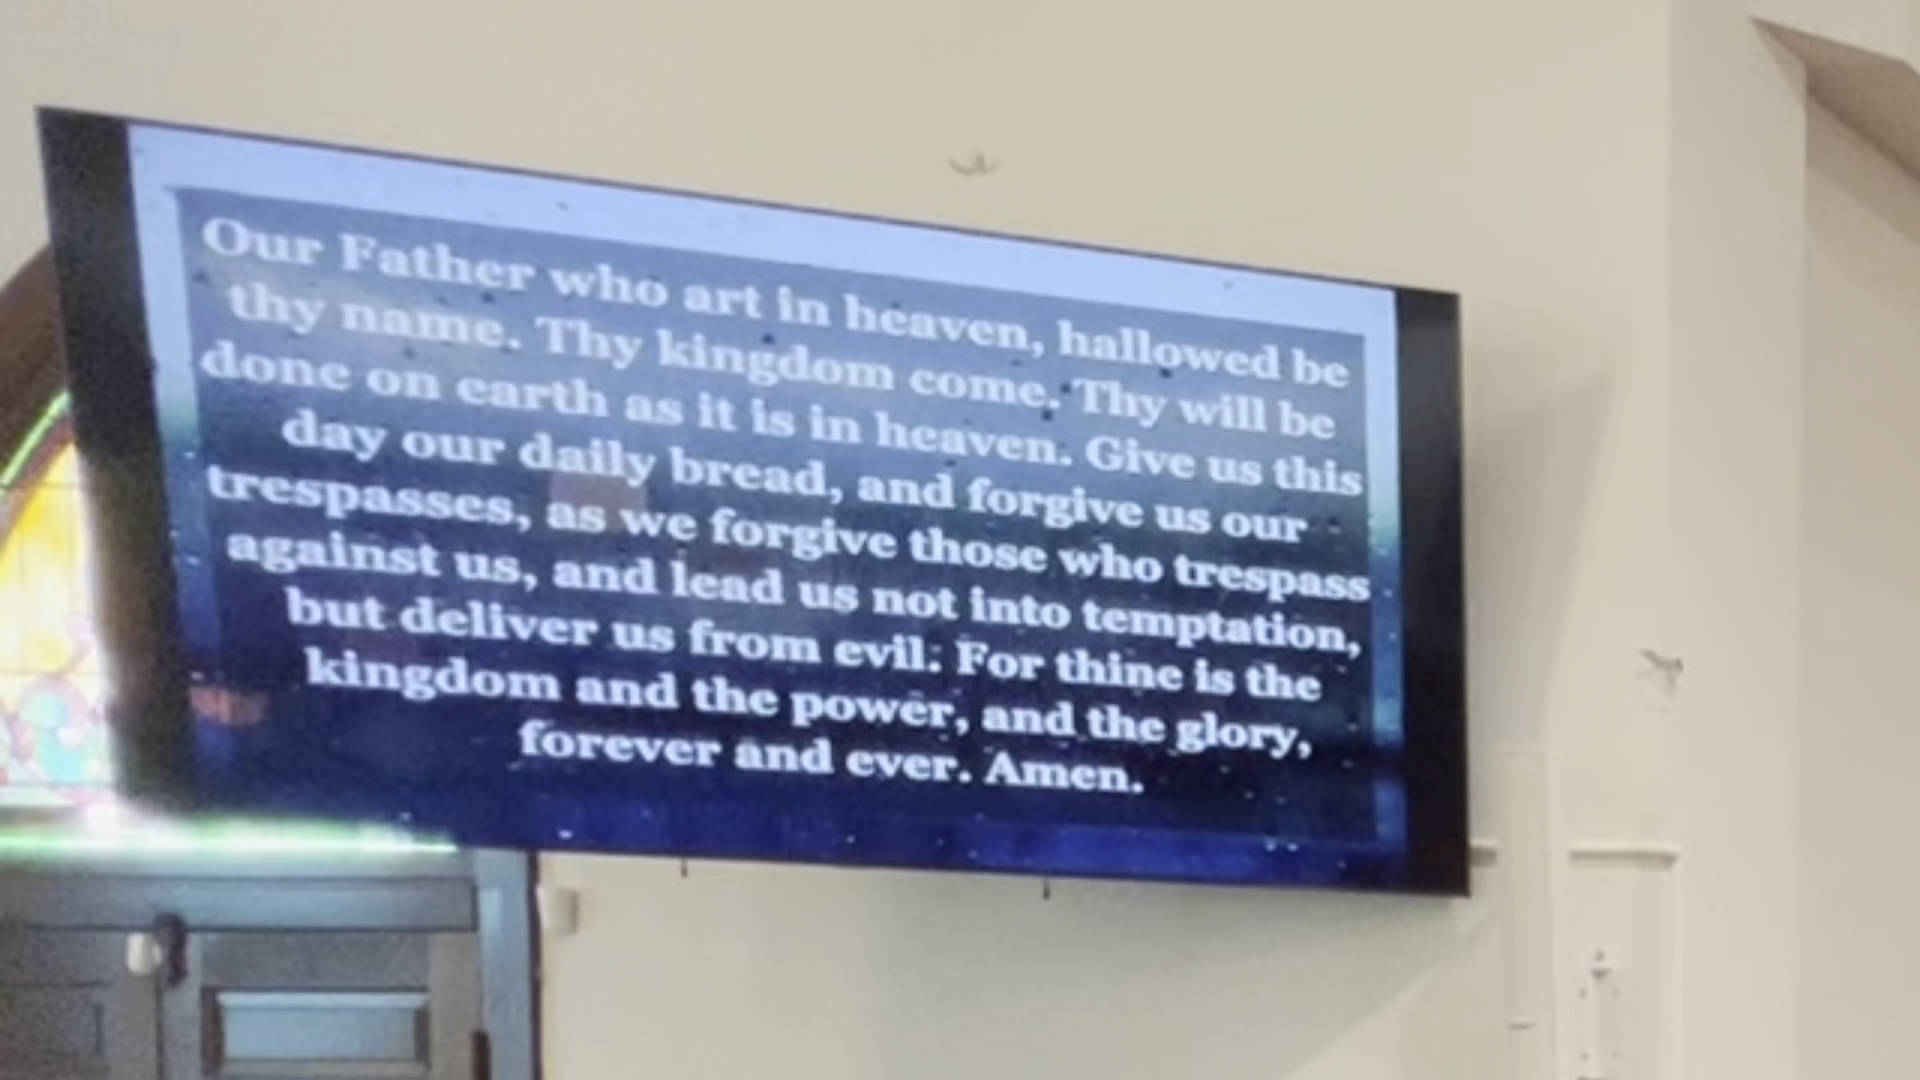 Our Father who art in heaven, hallowed be
thy name. Thy kingdom come. Thy will be
done on earth as it is in heaven. Give us this
day our daily bread, and forgive us our
trespasses, as we forgive those who trespass
against us, and lead us not into temptation,
but deliver us from evil. For thine is the
kingdom and the power, and the glory,
forever and ever. Amen.